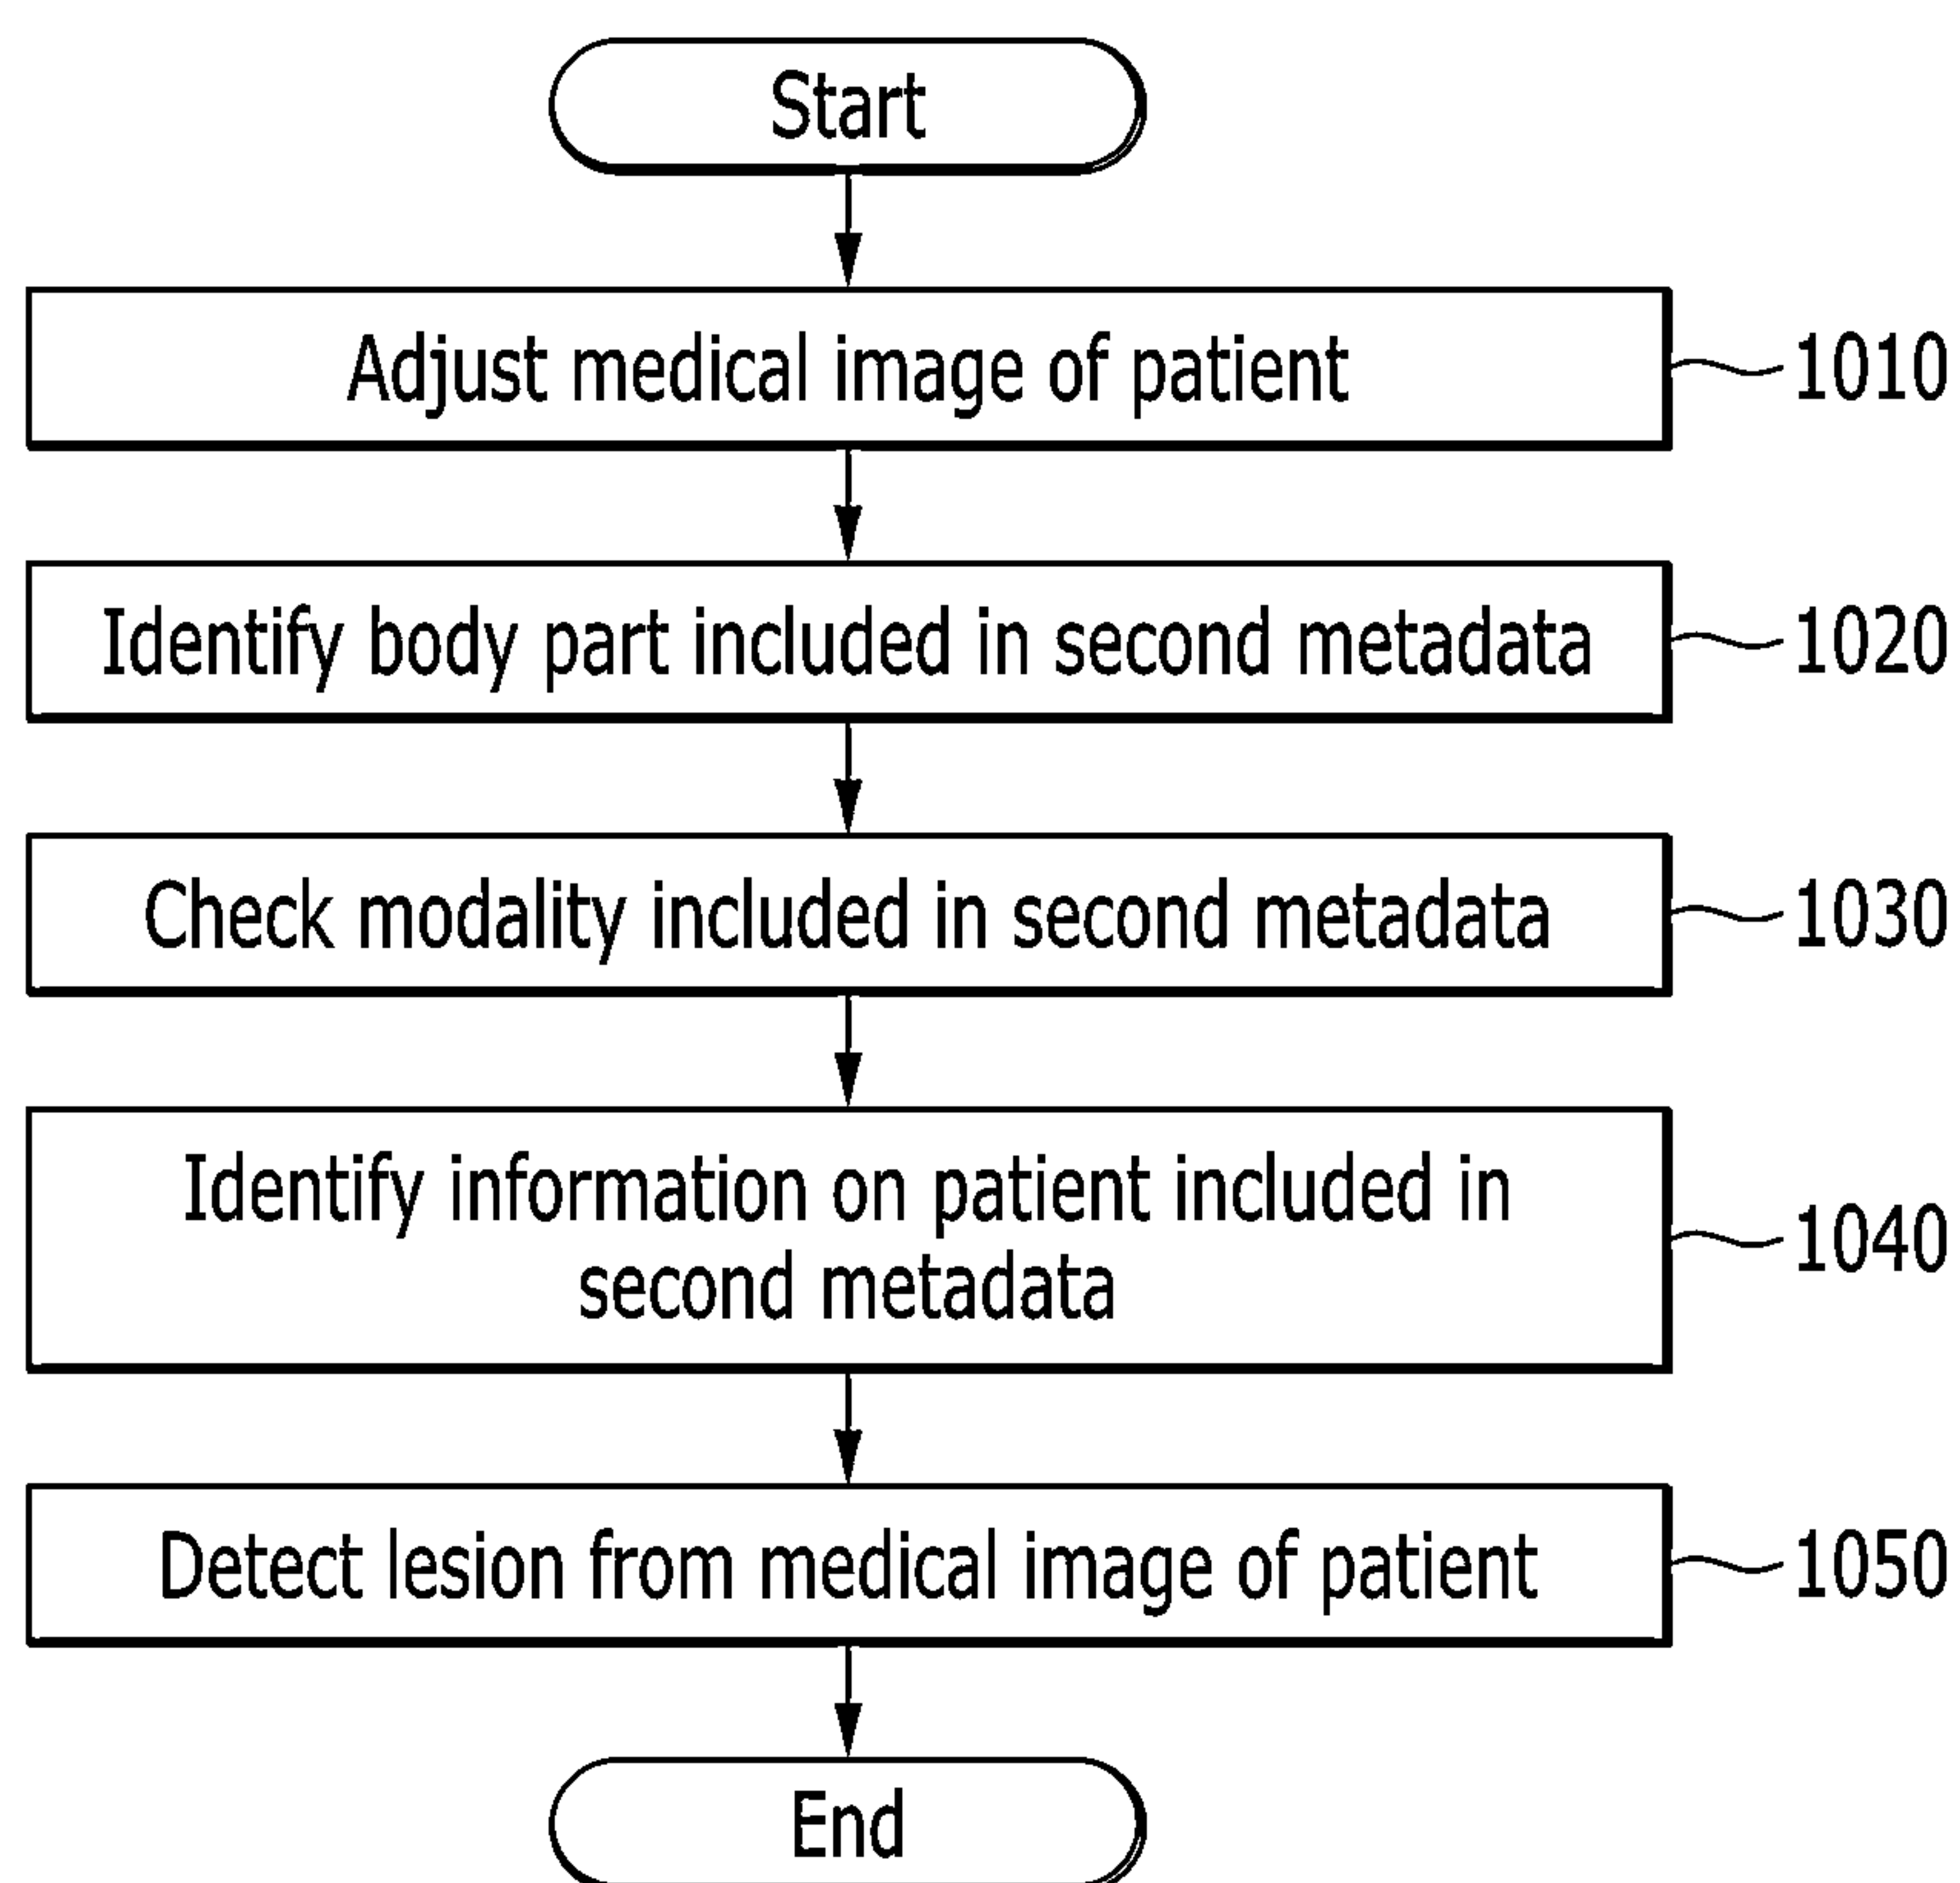 Start
Adjust medical image of patient
1010
Identify body part included in second metadata
1020
Check modality included in second metadata
1030
Identify information on patient included in
second metadata
1040
Detect lesion from medical image of patient
1050
End